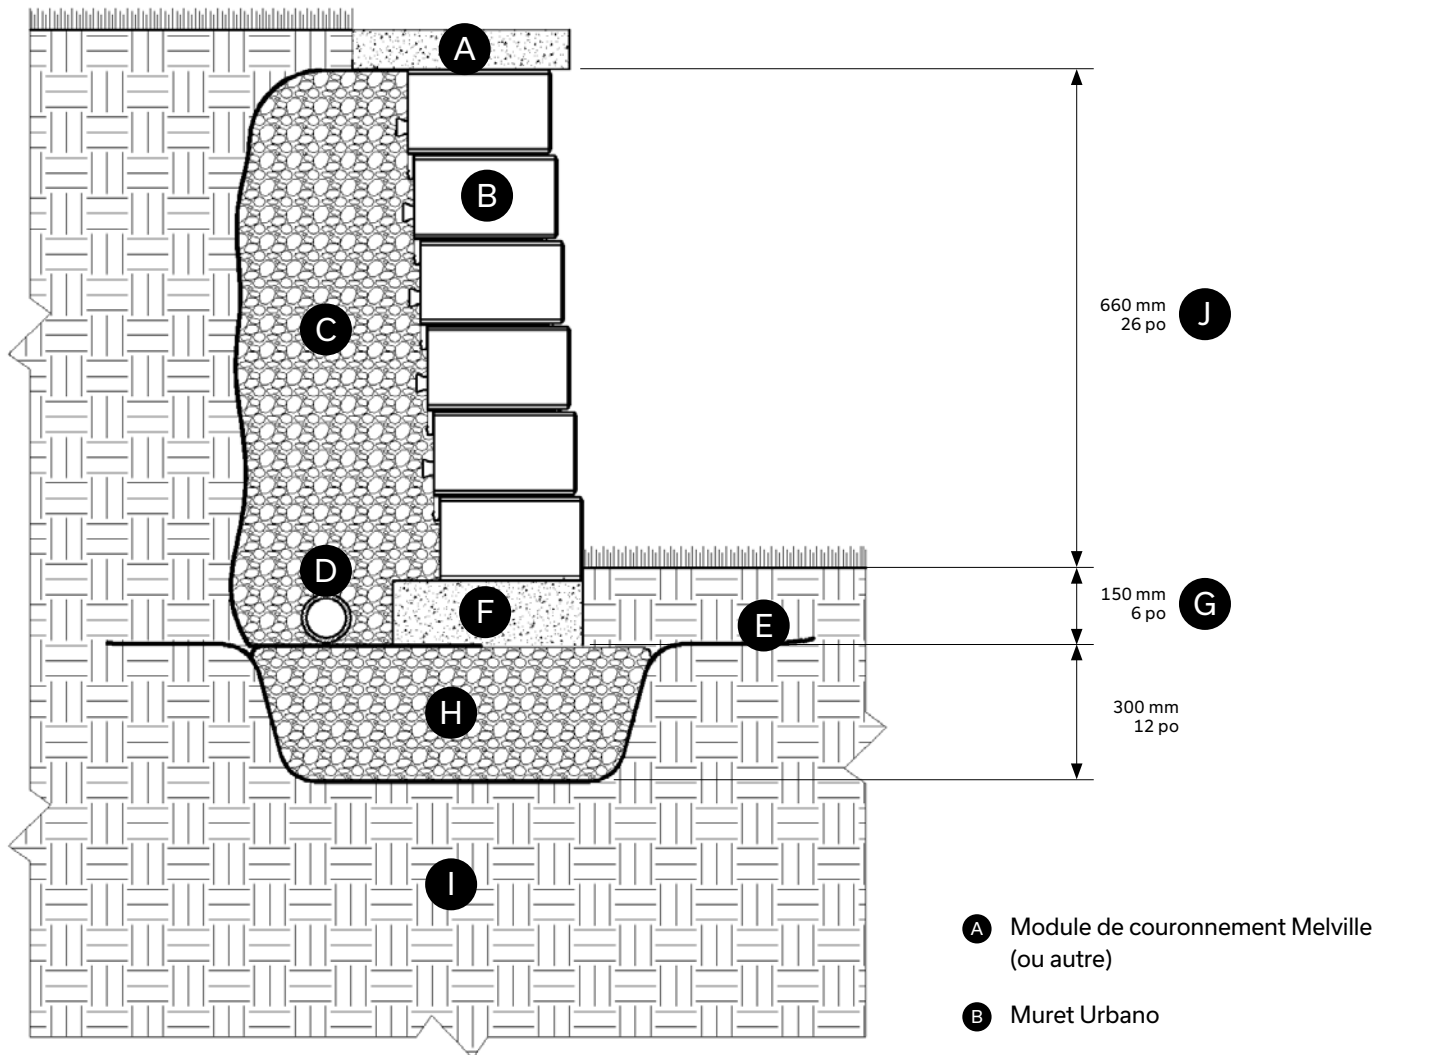 A
B
C
660 mm
26 po
J
D
F
E
150 mm
6 po
G
H
300 mm
12 po
I
A Module de couronnement Melville
(ou autre)
B Muret Urbano